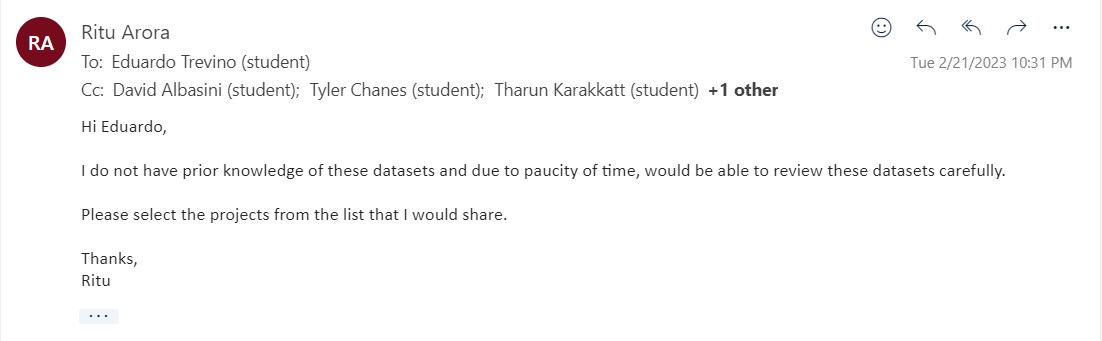 RA
Ritu Arora
To: Eduardo Trevino (student)
Tue 2/21/2023 10:31 PM
Cc: David Albasini (student); Tyler Chanes (student); Tharun Karakkatt (student) +1 other
Hi Eduardo,
I do not have prior knowledge of these datasets and due to paucity of time, would be able to review these datasets carefully.
Please select the projects from the list that I would share.
Thanks,
Ritu